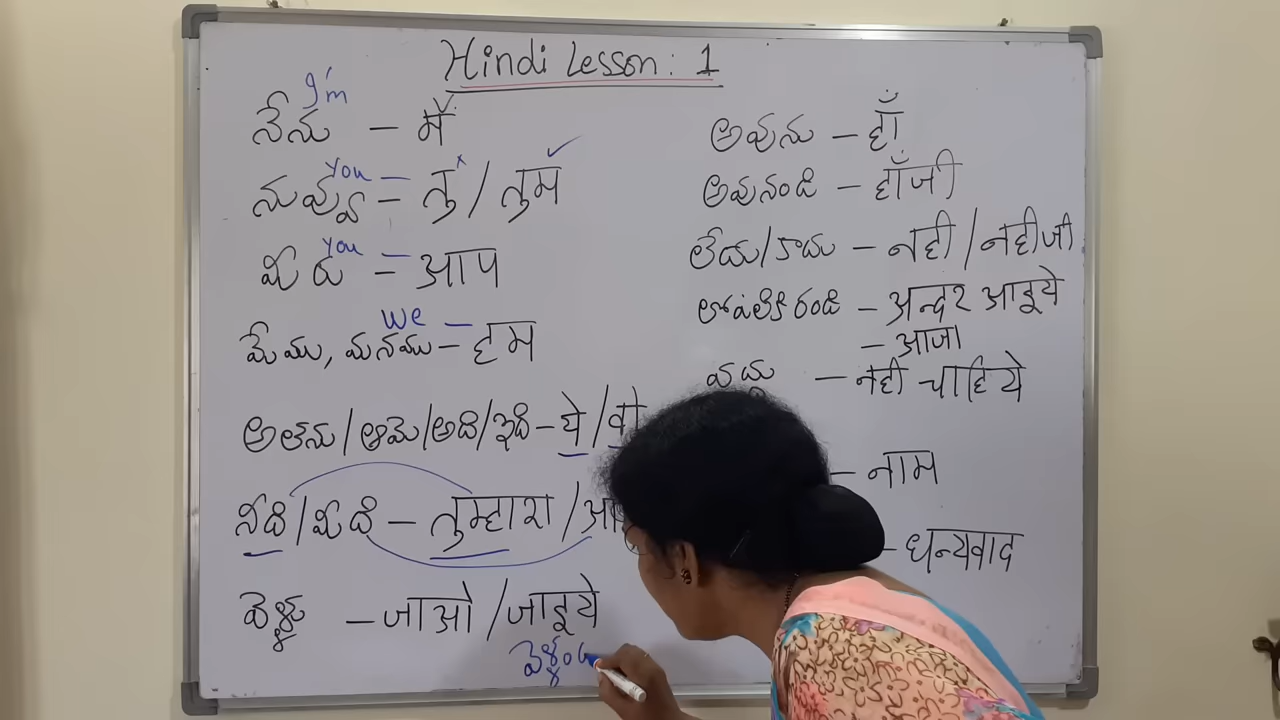 Hindi Lesson : 1
I'm
నేను – मैं
you
నువ్వు = तु / तुम
you
మీరు = आप
we
మేము, మనము – हम
అతను/ఆమె/అది/ఇది – ये / वो
నీది/మీది – तुम्हारा / आ
వెళ్ళు – जाओ / जाइये
వెళ్ళం
అవును – हाँ
అవునండి – हाँजी
లేదు/కాదు – नही / नहीजी
లోపలికి రండి – अन्दर आइये
– आजा
వద్దు – नही चाहिये
– नाम
– धन्यवाद